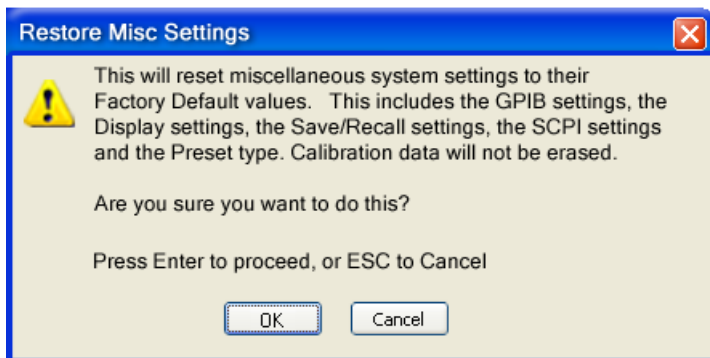 Restore Misc Settings
This will reset miscellaneous system settings to their
Factory Default values.   This includes the GPIB settings, the
Display settings, the Save/Recall settings, the SCPI settings
and the Preset type. Calibration data will not be erased.
Are you sure you want to do this?
Press Enter to proceed, or ESC to Cancel
OK
Cancel